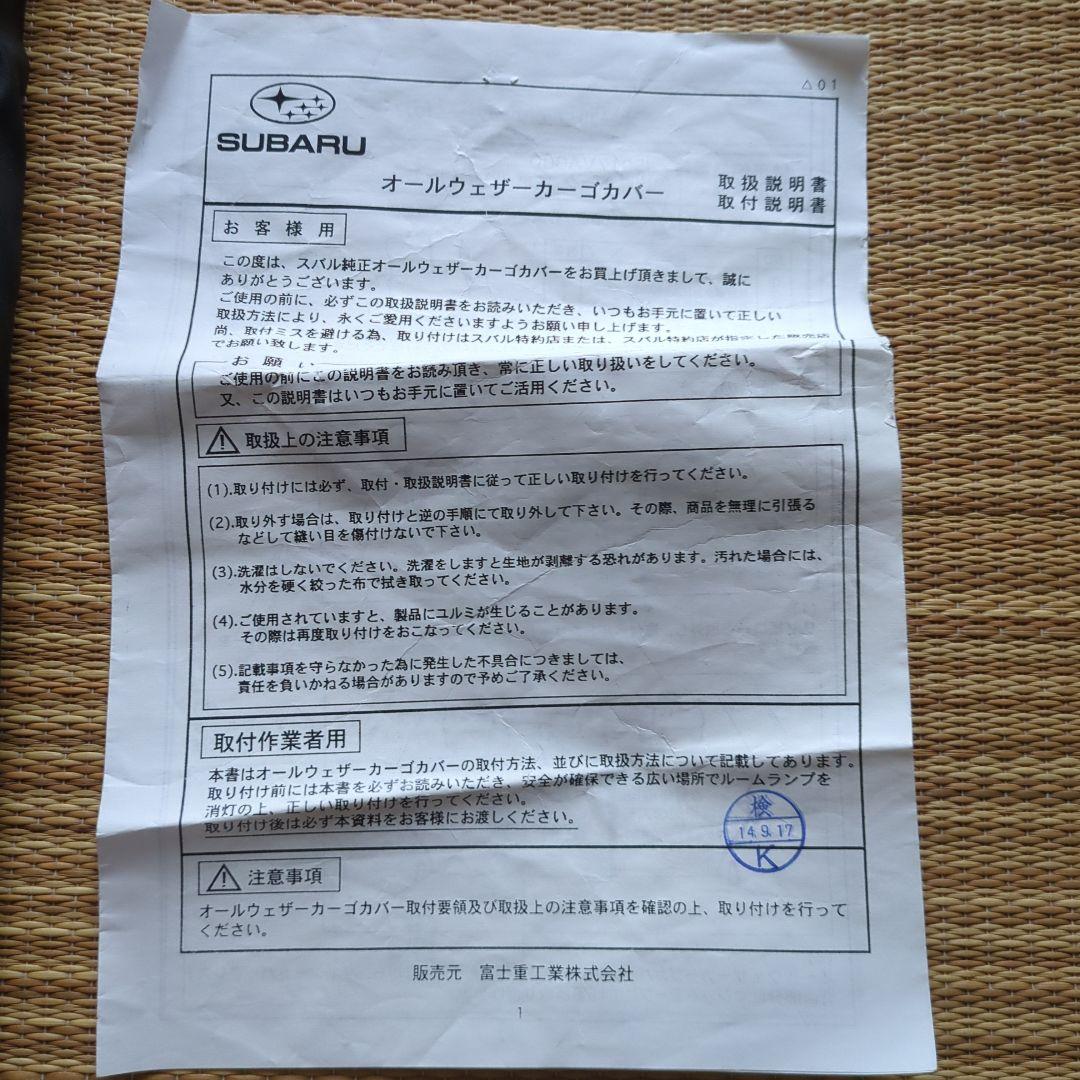 △01
SUBARU
オールウェザーカーゴカバー
取扱説明書
取付説明書
お客様用
この度は、スバル純正オールウェザーカーゴカバーをお買上げ頂きまして、誠に
ありがとうございます。
ご使用の前に、必ずこの取扱説明書をお読みいただき、いつもお手元に置いて正しい
取扱方法により、永くご愛用くださいますようお願い申し上げます。
尚、取付ミスを避ける為、取り付けはスバル特約店または、スバル特約店が指定した販売店
でお願い致します。
お願い
ご使用の前にこの説明書をお読み頂き、常に正しい取り扱いをしてください。
又、この説明書はいつもお手元に置いてご活用ください。
取扱上の注意事項
(1).取り付けには必ず、取付・取扱説明書に従って正しい取り付けを行ってください。
(2).取り外す場合は、取り付けと逆の手順にて取り外して下さい。その際、商品を無理に引張る
などして縫い目を傷付けないで下さい。
(3).洗濯はしないでください。洗濯をしますと生地が剥離する恐れがあります。汚れた場合には、
水分を硬く絞った布で拭き取ってください。
(4).ご使用されていますと、製品にユルミが生じることがあります。
その際は再度取り付けをおこなってください。
(5).記載事項を守らなかった為に発生した不具合につきましては、
責任を負いかねる場合がありますので予めご了承ください。
取付作業者用
本書はオールウェザーカーゴカバーの取付方法、並びに取扱方法について記載してあります。
取り付け前には本書を必ずお読みいただき、安全が確保できる広い場所でルームランプを
消灯の上、正しい取り付けを行ってください。
取り付け後は必ず本資料をお客様にお渡しください。
検
14.9.17
K
注意事項
オールウェザーカーゴカバー取付要領及び取扱上の注意事項を確認の上、取り付けを行って
ください。
販売元 富士重工業株式会社
1